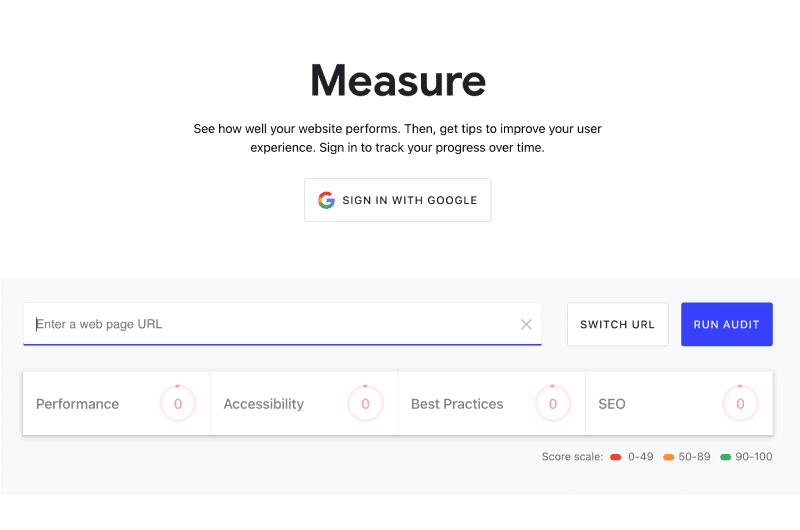 Measure
See how well your website performs. Then, get tips to improve your user
experience. Sign in to track your progress over time.
SIGN IN WITH GOOGLE
Enter a web page URL
SWITCH URL
RUN AUDIT
Performance 0
Accessibility 0
Best Practices 0
SEO 0
Score scale: 0-49 50-89 90-100